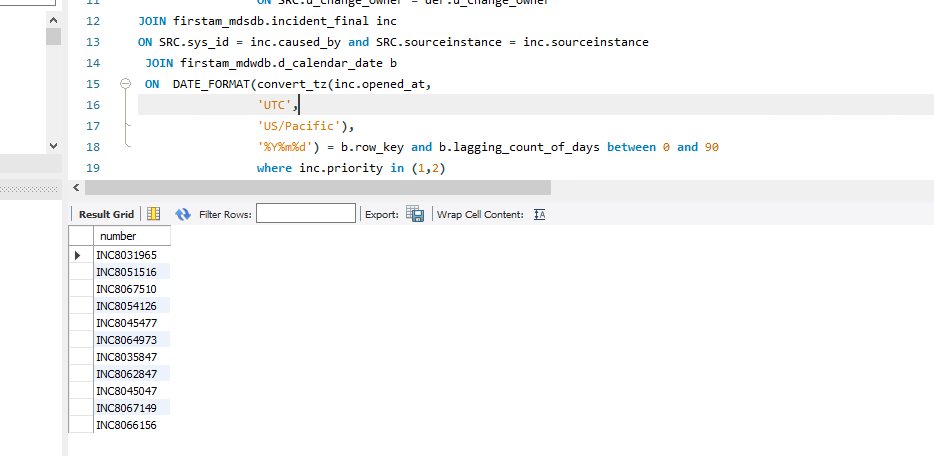 11 ON SRC.u_change_owner = def.u_change_owner
12 JOIN firstam_mdsdb.incident_final inc
13 ON SRC.sys_id = inc.caused_by and SRC.sourceinstance = inc.sourceinstance
14 JOIN firstam_mdwdb.d_calendar_date b
15 ON DATE_FORMAT(convert_tz(inc.opened_at,
16 'UTC',
17 'US/Pacific'),
18 '%Y%m%d') = b.row_key and b.lagging_count_of_days between 0 and 90
19 where inc.priority in (1,2)
Result Grid Filter Rows: Export: Wrap Cell Content:
number
INC8031965
INC8051516
INC8067510
INC8054126
INC8045477
INC8064973
INC8035847
INC8062847
INC8045047
INC8067149
INC8066156